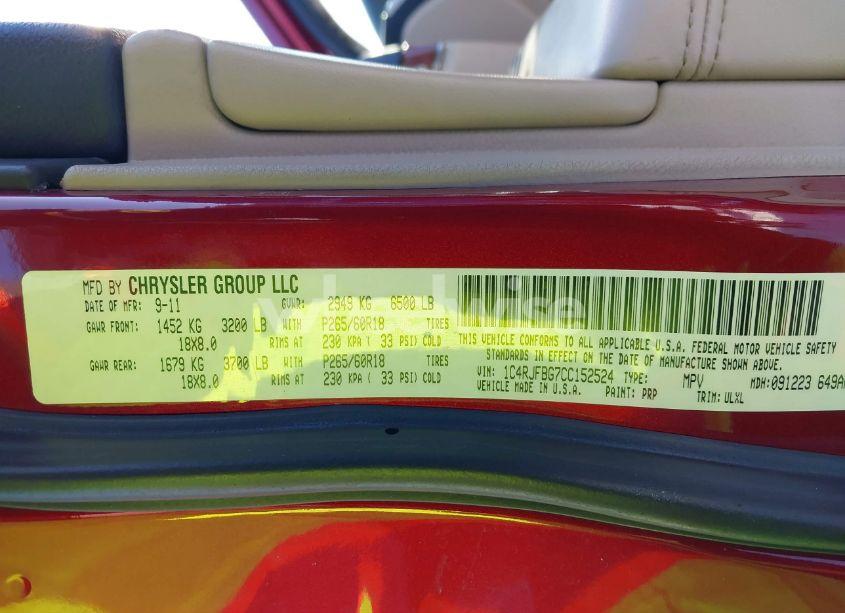 MFD BY CHRYSLER GROUP LLC
DATE OF MFR: 9-11 GVWR: 2949 KG 6500 LB
GAWR FRONT: 1452 KG 3200 LB WITH P265/60R18 TIRES
18X8.0 RIMS AT 230 KPA ( 33 PSI) COLD
GAWR REAR: 1679 KG 3700 LB WITH P265/60R18 TIRES
18X8.0 RIMS AT 230 KPA ( 33 PSI) COLD
THIS VEHICLE CONFORMS TO ALL APPLICABLE U.S.A. FEDERAL MOTOR VEHICLE SAFETY
STANDARDS IN EFFECT ON THE DATE OF MANUFACTURE SHOWN ABOVE.
VIN: 1C4RJFBG7CC152524 TYPE: MPV MDH: 091223 649A
VEHICLE MADE IN U.S.A. PAINT: PRP TRIM: ULXL